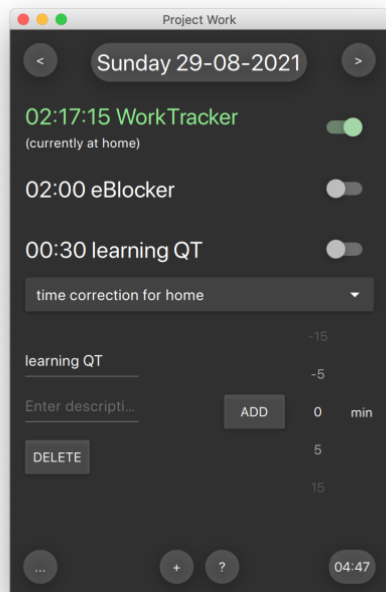 Project Work
< Sunday 29-08-2021 >
02:17:15 WorkTracker
(currently at home)
02:00 eBlocker
00:30 learning QT
time correction for home
-15
learning QT
-5
Enter descripti...
ADD 0 min
DELETE
5
15
... + ? 04:47